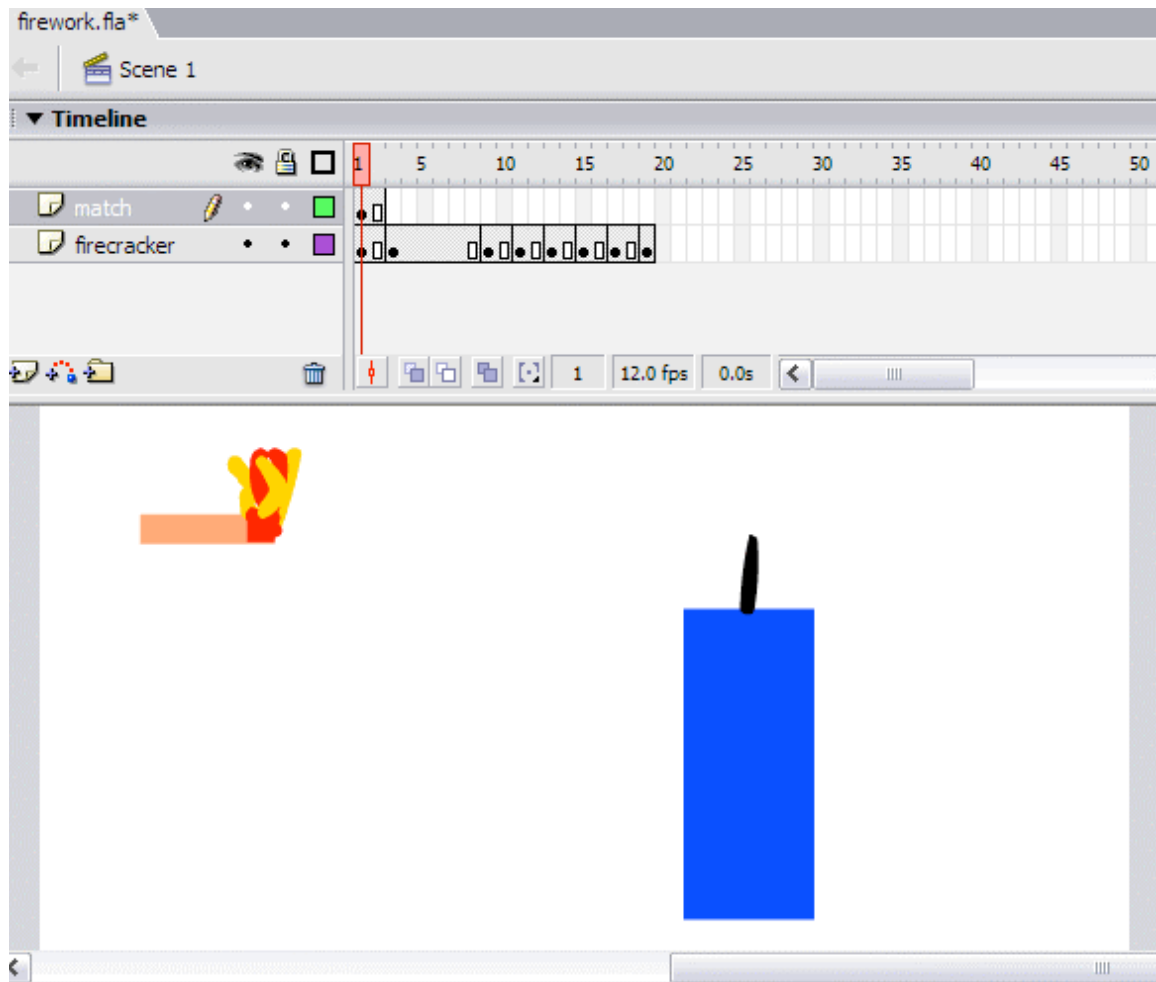 firework.fla*
Scene 1
Timeline
1 5 10 15 20 25 30 35 40 45 50
match
firecracker
1 12.0 fps 0.0s